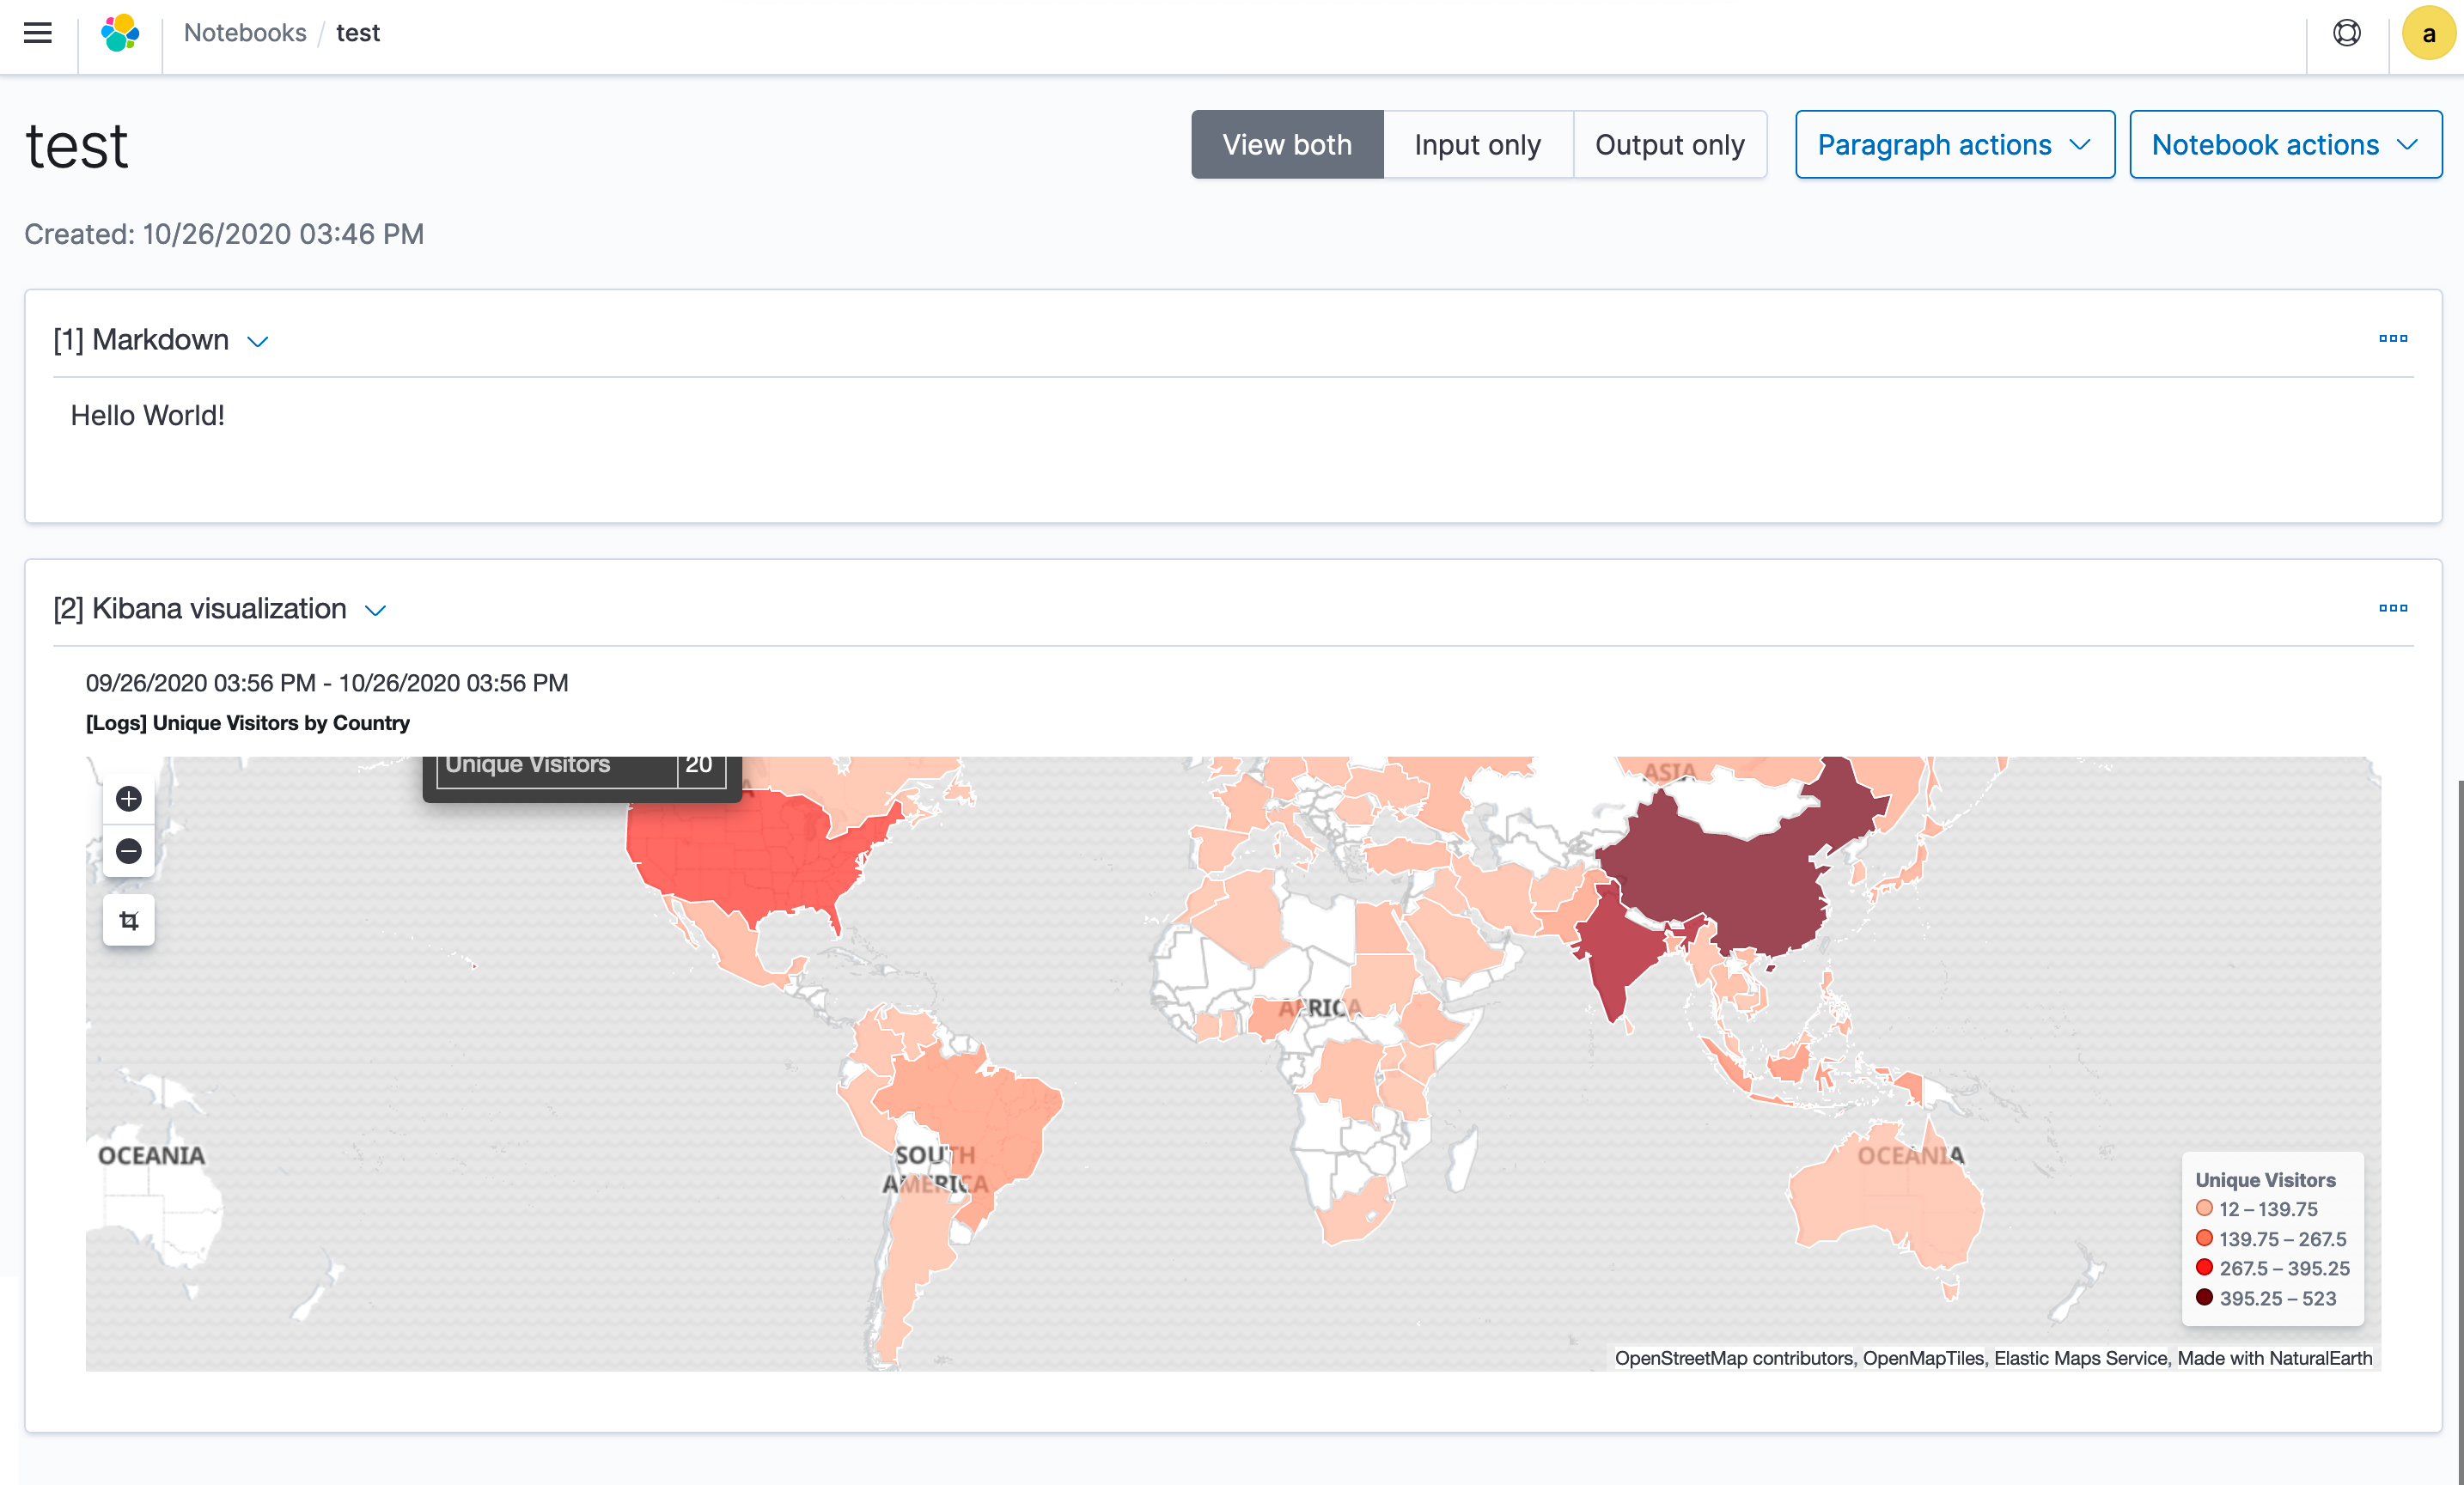 Notebooks / test
a
test
View both
Input only
Output only
Paragraph actions
Notebook actions
Created: 10/26/2020 03:46 PM
[1] Markdown
Hello World!
[2] Kibana visualization
09/26/2020 03:56 PM - 10/26/2020 03:56 PM
[Logs] Unique Visitors by Country
Unique Visitors 20
A
ASIA
AFRICA
OCEANIA
SOUTH
AMERICA
OCEANIA
Unique Visitors
12 – 139.75
139.75 – 267.5
267.5 – 395.25
395.25 – 523
OpenStreetMap contributors, OpenMapTiles, Elastic Maps Service, Made with NaturalEarth